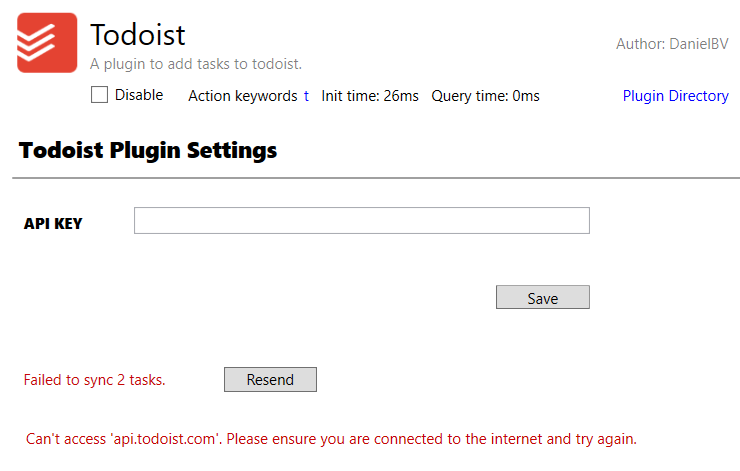 Todoist
Author: DanielBV
A plugin to add tasks to todoist.
Disable Action keywords t Init time: 26ms Query time: 0ms Plugin Directory
Todoist Plugin Settings
API KEY
Save
Failed to sync 2 tasks. Resend
Can't access 'api.todoist.com'. Please ensure you are connected to the internet and try again.